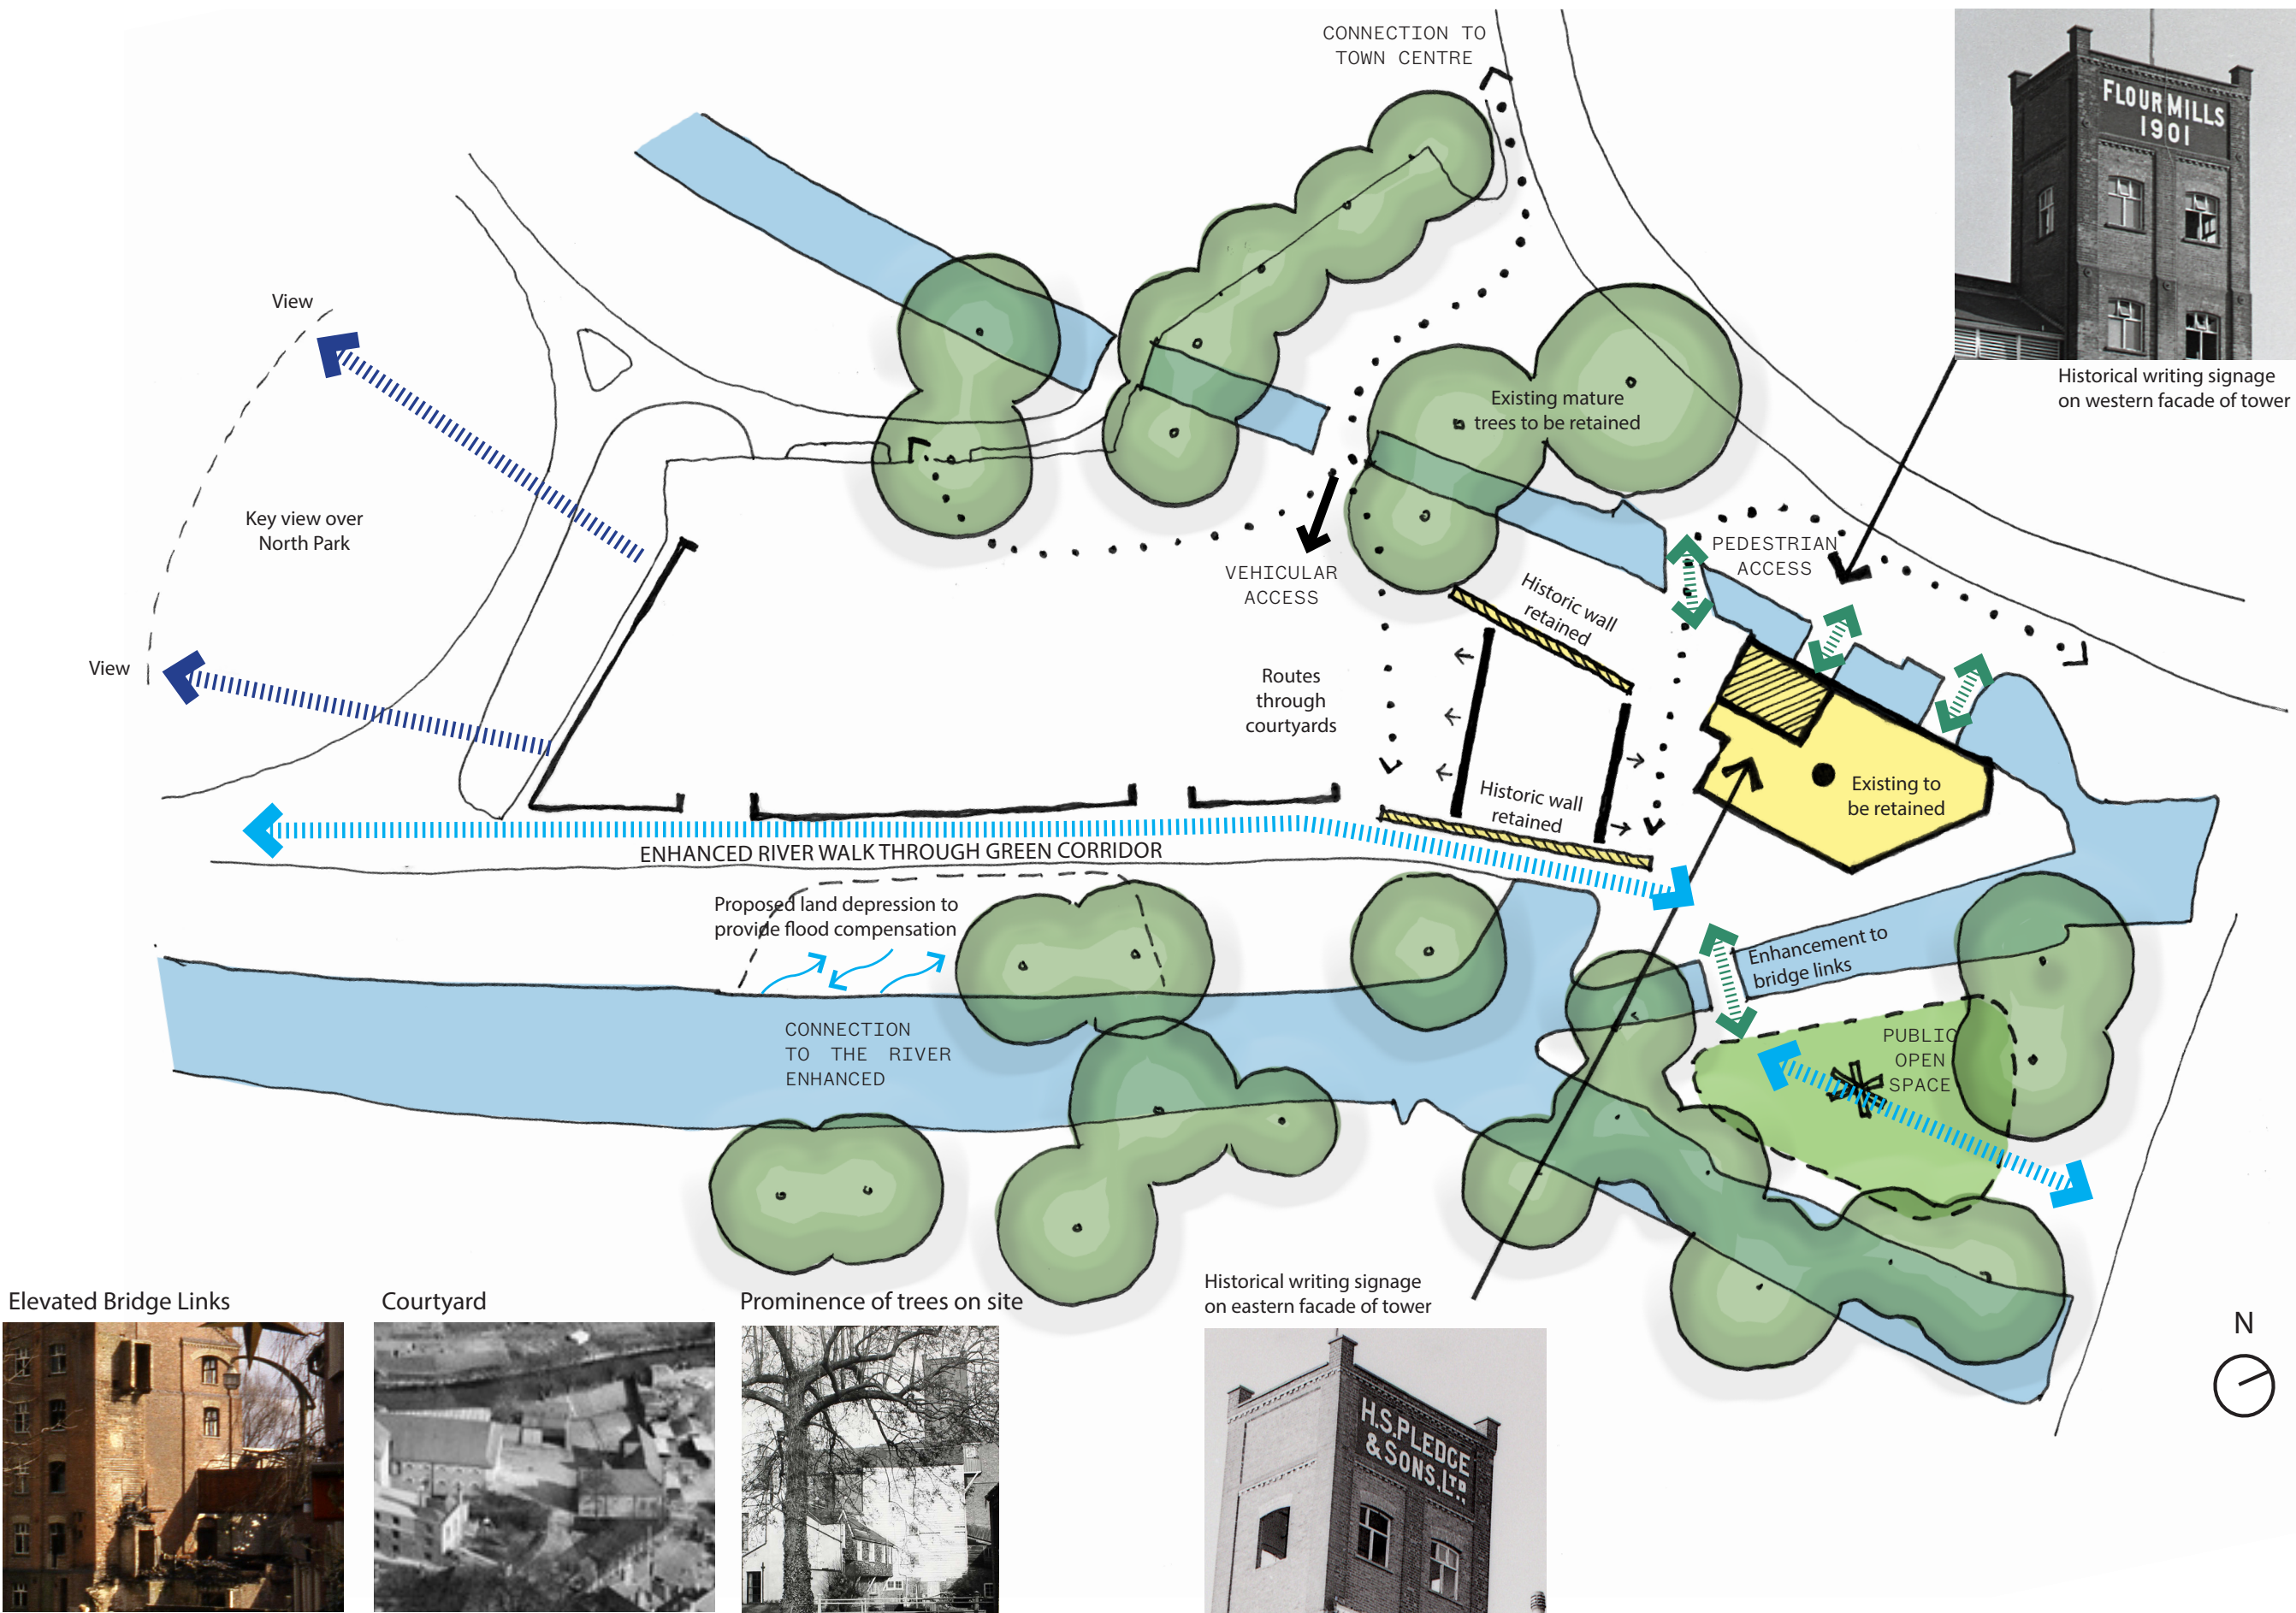 CONNECTION TO
TOWN CENTRE
FLOUR MILLS
1901
Historical writing signage
on western facade of tower
View
Key view over
North Park
View
Existing mature
trees to be retained
PEDESTRIAN
ACCESS
VEHICULAR
ACCESS
Historic wall
retained
Routes
through
courtyards
Historic wall
retained
Existing to
be retained
ENHANCED RIVER WALK THROUGH GREEN CORRIDOR
Proposed land depression to
provide flood compensation
Enhancement to
bridge links
CONNECTION
TO THE RIVER
ENHANCED
PUBLIC
OPEN
SPACE
Elevated Bridge Links
Courtyard
Prominence of trees on site
Historical writing signage
on eastern facade of tower
H.S.PLEDGE
& SONS, LTD.
N